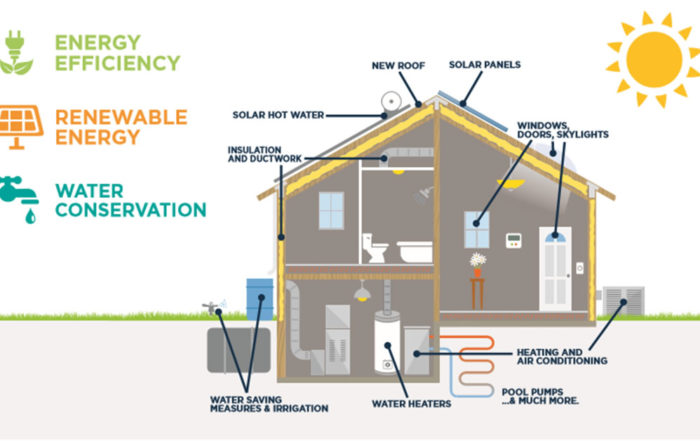 ENERGY
EFFICIENCY
RENEWABLE
ENERGY
WATER
CONSERVATION
NEW ROOF
SOLAR PANELS
SOLAR HOT WATER
WINDOWS,
DOORS, SKYLIGHTS
INSULATION
AND DUCTWORK
HEATING AND
AIR CONDITIONING
POOL PUMPS
...& MUCH MORE.
WATER SAVING
MEASURES & IRRIGATION
WATER HEATERS